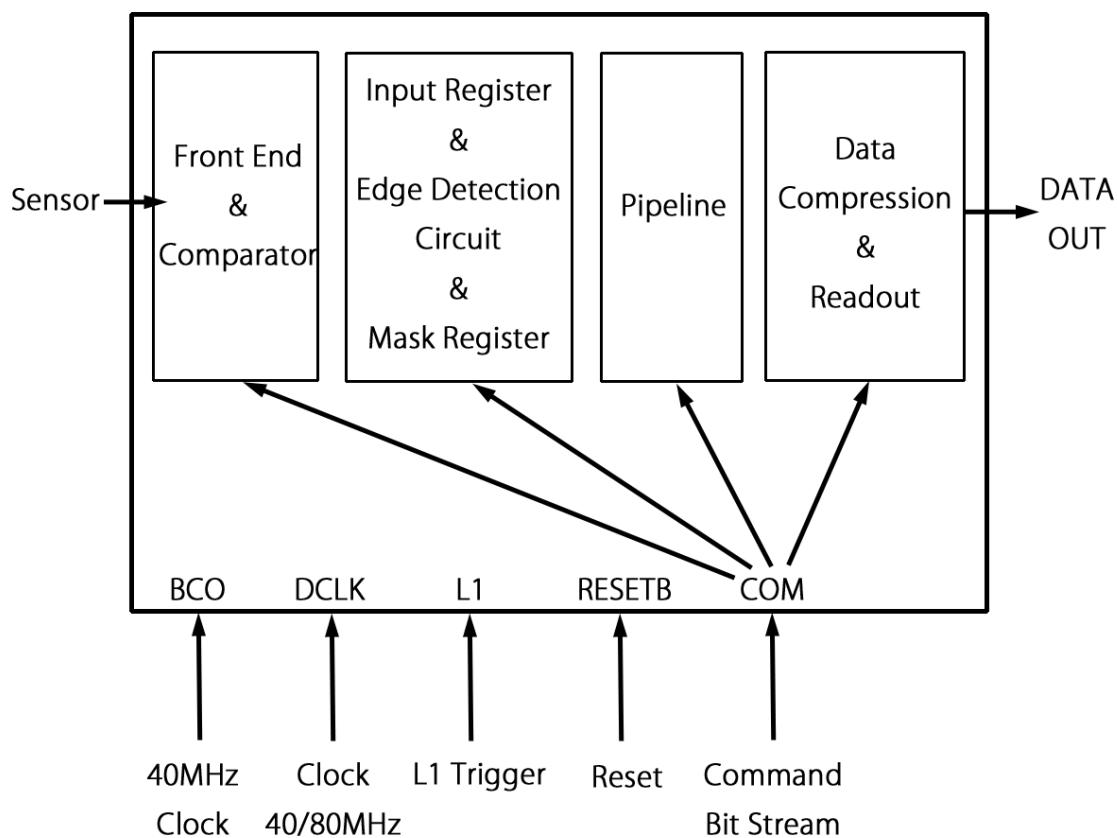 Sensor
Front End
&
Comparator
Input Register
&
Edge Detection
Circuit
&
Mask Register
Pipeline
Data
Compression
&
Readout
DATA
OUT
BCO
DCLK
L1
RESETB
COM
40MHz
Clock
Clock
40/80MHz
L1 Trigger
Reset
Command
Bit Stream